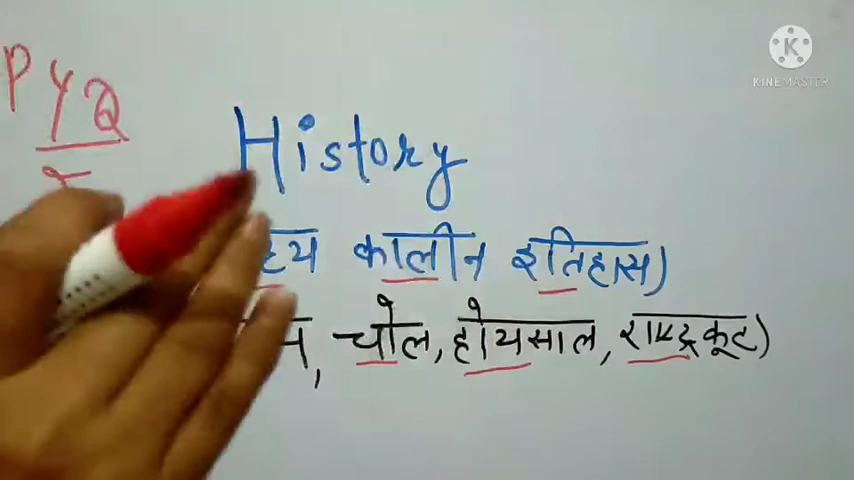 PYQ
History
कालीन इतिहास)
चोल, होयसाल, राष्ट्रकूट)
KINEMASTER